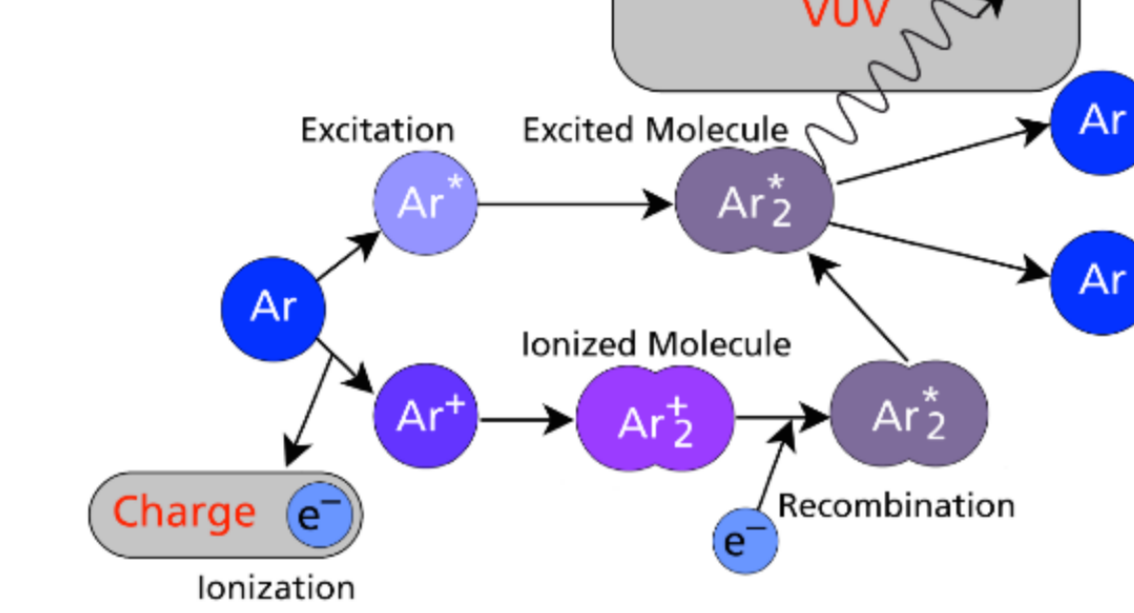 VUV
Excitation
Excited Molecule
Ar
Ar*
Ar*2
Ar
Ar
Ionized Molecule
Ar+
Ar+2
Ar*2
Charge e−
e−
Recombination
Ionization